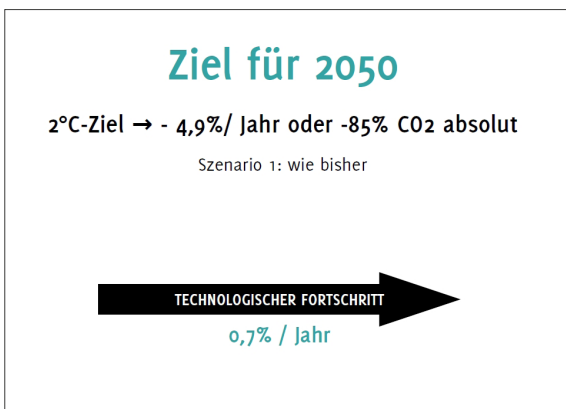 Ziel für 2050
2°C-Ziel → - 4,9%/ Jahr oder -85% CO2 absolut
Szenario 1: wie bisher
TECHNOLOGISCHER FORTSCHRITT
0,7% / Jahr